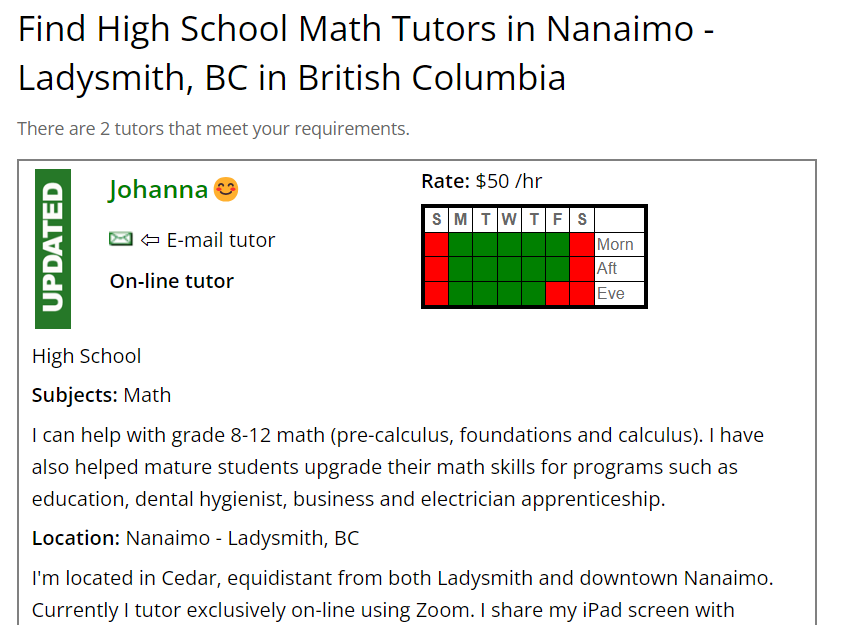 Find High School Math Tutors in Nanaimo -
Ladysmith, BC in British Columbia
There are 2 tutors that meet your requirements.
UPDATED
Johanna
⇦ E-mail tutor
On-line tutor
Rate: $50 /hr
S M T W T F S
Morn
Aft
Eve
High School
Subjects: Math
I can help with grade 8-12 math (pre-calculus, foundations and calculus). I have
also helped mature students upgrade their math skills for programs such as
education, dental hygienist, business and electrician apprenticeship.
Location: Nanaimo - Ladysmith, BC
I'm located in Cedar, equidistant from both Ladysmith and downtown Nanaimo.
Currently I tutor exclusively on-line using Zoom. I share my iPad screen with